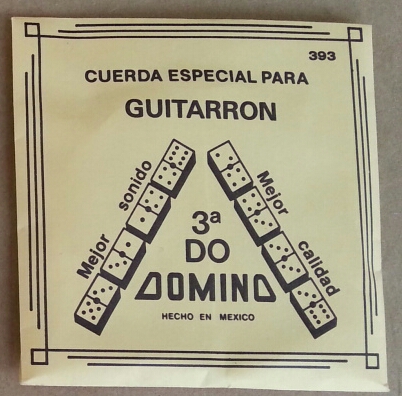 393
CUERDA ESPECIAL PARA
GUITARRON
Mejor sonido
Mejor calidad
3ª
DO
DOMINO
HECHO EN MEXICO